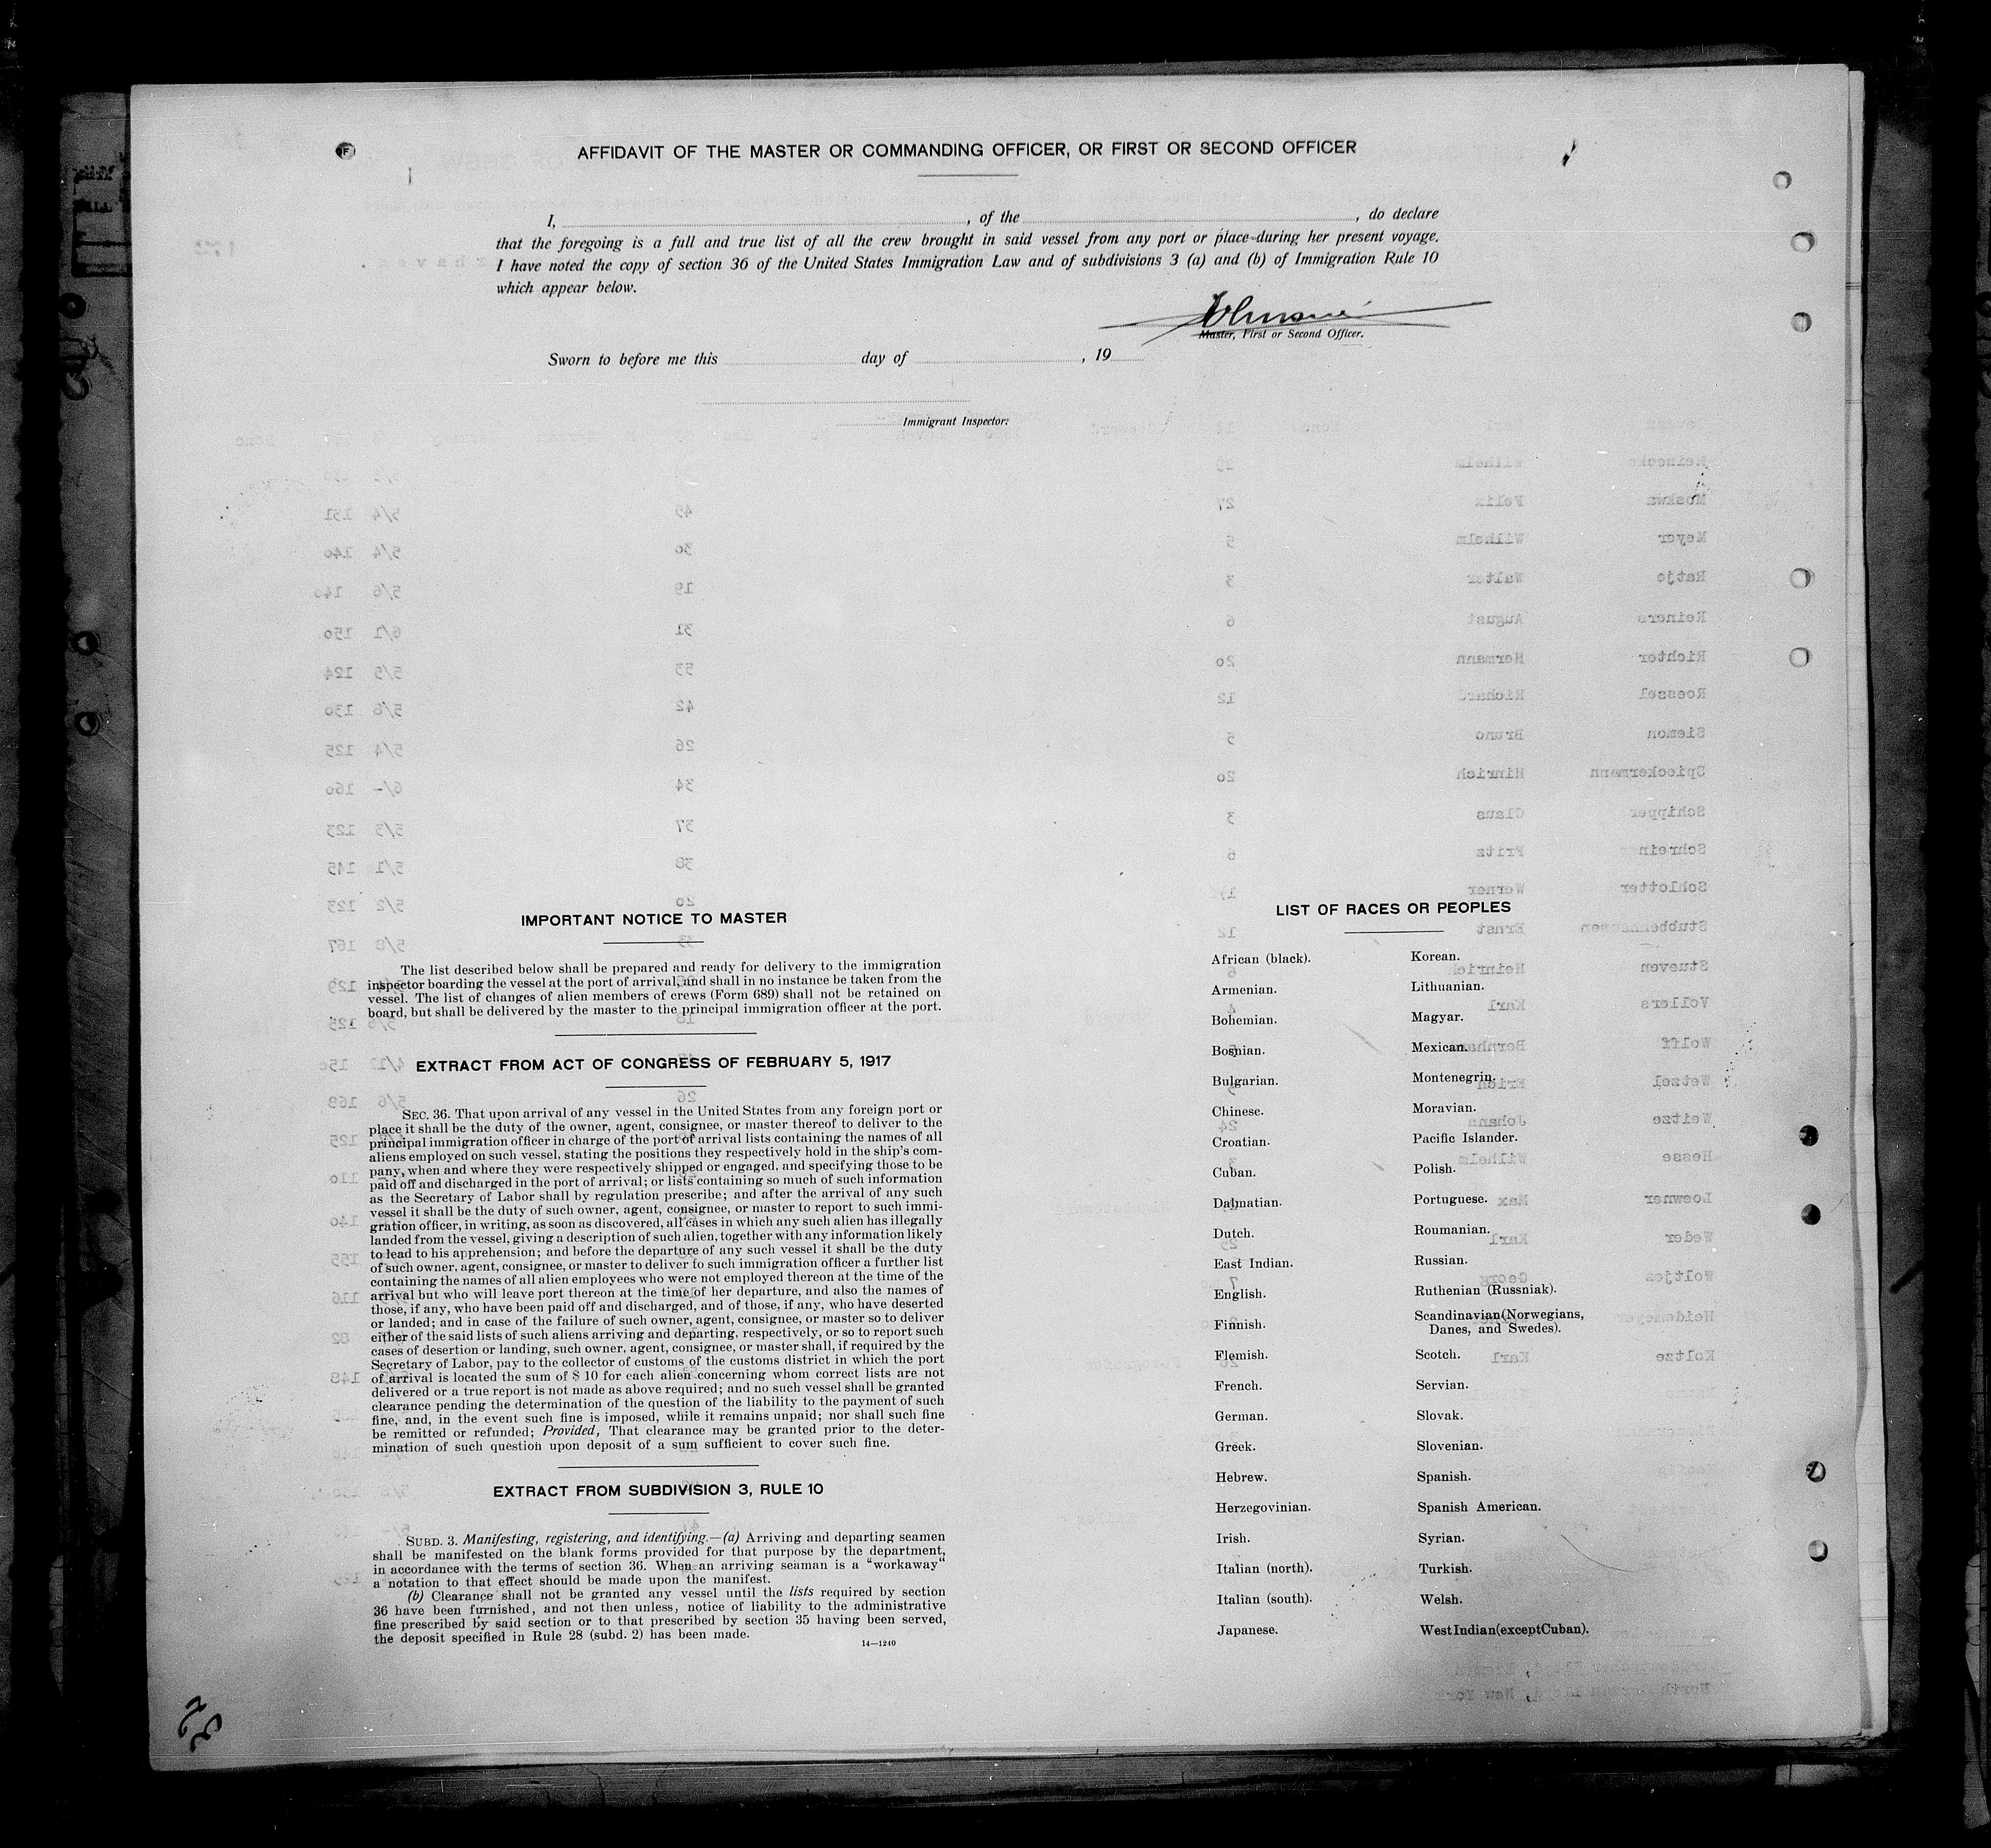 AFFIDAVIT OF THE MASTER OR COMMANDING OFFICER, OR FIRST OR SECOND OFFICER
I, , of the , do declare
that the foregoing is a full and true list of all the crew brought in said vessel from any port or place during her present voyage.
I have noted the copy of section 36 of the United States Immigration Law and of subdivisions 3 (a) and (b) of Immigration Rule 10
which appear below.
Master, First or Second Officer.
Sworn to before me this day of , 19
Immigrant Inspector.
IMPORTANT NOTICE TO MASTER
The list described below shall be prepared and ready for delivery to the immigration
inspector boarding the vessel at the port of arrival, and shall in no instance be taken from the
vessel. The list of changes of alien members of crews (Form 689) shall not be retained on
board, but shall be delivered by the master to the principal immigration officer at the port.
EXTRACT FROM ACT OF CONGRESS OF FEBRUARY 5, 1917
SEC. 36. That upon arrival of any vessel in the United States from any foreign port or
place it shall be the duty of the owner, agent, consignee, or master thereof to deliver to the
principal immigration officer in charge of the port of arrival lists containing the names of all
aliens employed on such vessel, stating the positions they respectively hold in the ship's com-
pany, when and where they were respectively shipped or engaged, and specifying those to be
paid off and discharged in the port of arrival; or lists containing so much of such information
as the Secretary of Labor shall by regulation prescribe; and after the arrival of any such
vessel it shall be the duty of such owner, agent, consignee, or master to report to such immi-
gration officer, in writing, as soon as discovered, all cases in which any such alien has illegally
landed from the vessel, giving a description of such alien, together with any information likely
to lead to his apprehension; and before the departure of any such vessel it shall be the duty
of such owner, agent, consignee, or master to deliver to such immigration officer a further list
containing the names of all alien employees who were not employed thereon at the time of the
arrival but who will leave port thereon at the time of her departure, and also the names of
those, if any, who have been paid off and discharged, and of those, if any, who have deserted
or landed; and in case of the failure of such owner, agent, consignee, or master so to deliver
either of the said lists of such aliens arriving and departing, respectively, or so to report such
cases of desertion or landing, such owner, agent, consignee, or master shall, if required by the
Secretary of Labor, pay to the collector of customs of the customs district in which the port
of arrival is located the sum of $ 10 for each alien concerning whom correct lists are not
delivered or a true report is not made as above required; and no such vessel shall be granted
clearance pending the determination of the question of the liability to the payment of such
fine, and, in the event such fine is imposed, while it remains unpaid; nor shall such fine
be remitted or refunded; Provided, That clearance may be granted prior to the deter-
mination of such question upon deposit of a sum sufficient to cover such fine.
EXTRACT FROM SUBDIVISION 3, RULE 10
SUBD. 3. Manifesting, registering, and identifying.—(a) Arriving and departing seamen
shall be manifested on the blank forms provided for that purpose by the department,
in accordance with the terms of section 36. When an arriving seaman is a “workaway“
a notation to that effect should be made upon the manifest.
(b) Clearance shall not be granted any vessel until the lists required by section
36 have been furnished, and not then unless, notice of liability to the administrative
fine prescribed by said section or to that prescribed by section 35 having been served,
the deposit specified in Rule 28 (subd. 2) has been made.
14—1240
LIST OF RACES OR PEOPLES
African (black).
Armenian.
Bohemian.
Bosnian.
Bulgarian.
Chinese.
Croatian.
Cuban.
Dalmatian.
Dutch.
East Indian.
English.
Finnish.
Flemish.
French.
German.
Greek.
Hebrew.
Herzegovinian.
Irish.
Italian (north).
Italian (south).
Japanese.
Korean.
Lithuanian.
Magyar.
Mexican.
Montenegrin.
Moravian.
Pacific Islander.
Polish.
Portuguese.
Roumanian.
Russian.
Ruthenian (Russniak).
Scandinavian(Norwegians,
Danes, and Swedes).
Scotch.
Servian.
Slovak.
Slovenian.
Spanish.
Spanish American.
Syrian.
Turkish.
Welsh.
West Indian (except Cuban).